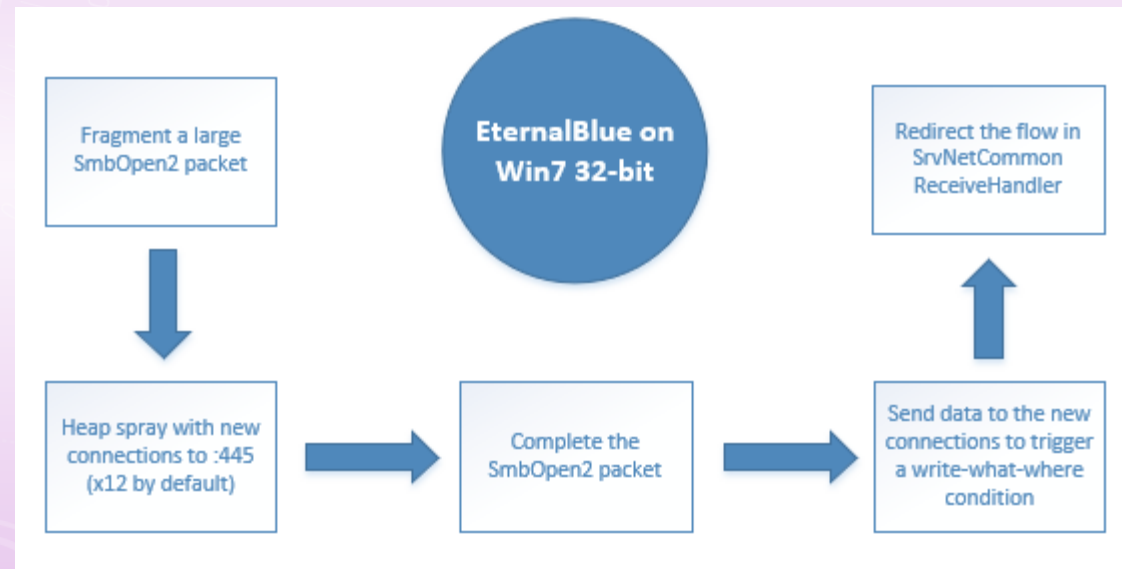 EternalBlue on
Win7 32-bit
Fragment a large
SmbOpen2 packet
Heap spray with new
connections to :445
(x12 by default)
Complete the
SmbOpen2 packet
Send data to the new
connections to trigger
a write-what-where
condition
Redirect the flow in
SrvNetCommon
ReceiveHandler